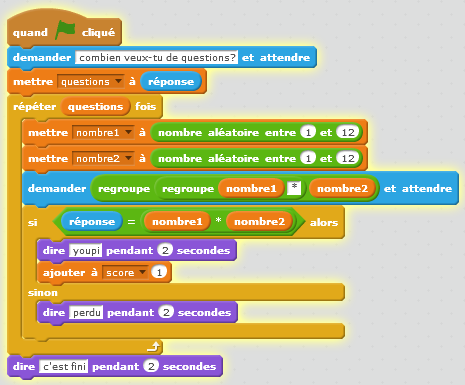 quand cliqué
demander combien veux-tu de questions? et attendre
mettre questions à réponse
répéter questions fois
mettre nombre1 à nombre aléatoire entre 1 et 12
mettre nombre2 à nombre aléatoire entre 1 et 12
demander regroupe regroupe nombre1 * nombre2 et attendre
si réponse = nombre1 * nombre2 alors
dire youpi pendant 2 secondes
ajouter à score 1
sinon
dire perdu pendant 2 secondes
dire c'est fini pendant 2 secondes